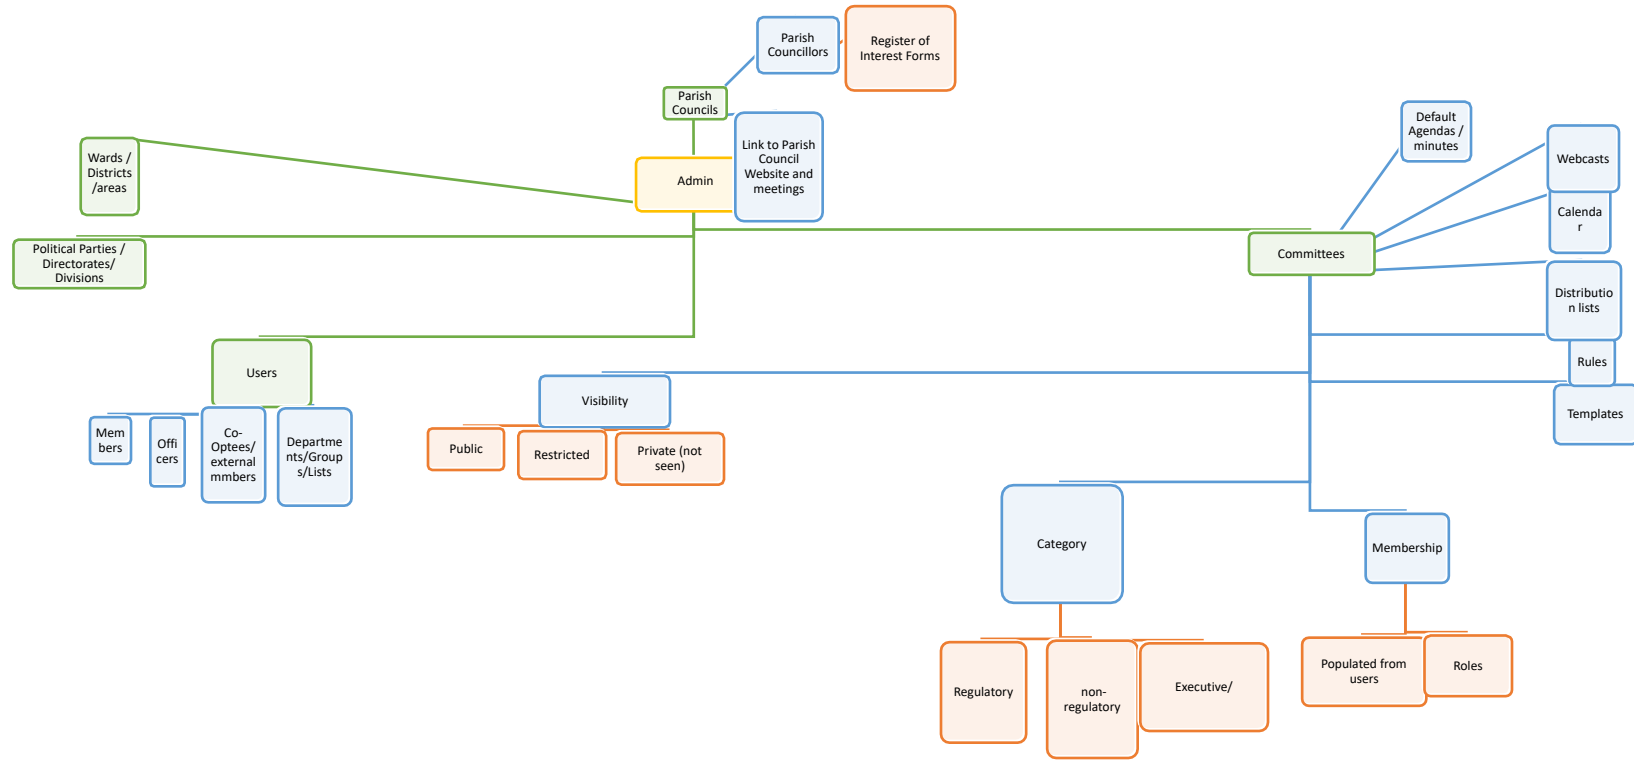 Parish
Councillors
Register of
Interest Forms
Parish
Councils
Link to Parish
Council
Website and
meetings
Admin
Wards /
Districts
/areas
Political Parties /
Directorates/
Divisions
Default
Agendas /
minutes
Webcasts
Calenda
r
Committees
Distributio
n lists
Rules
Templates
Users
Mem
bers
Offi
cers
Co-
Optees/
external
mmbers
Departme
nts/Group
s/Lists
Visibility
Public
Restricted
Private (not
seen)
Category
Membership
Regulatory
non-
regulatory
Executive/
Populated from
users
Roles